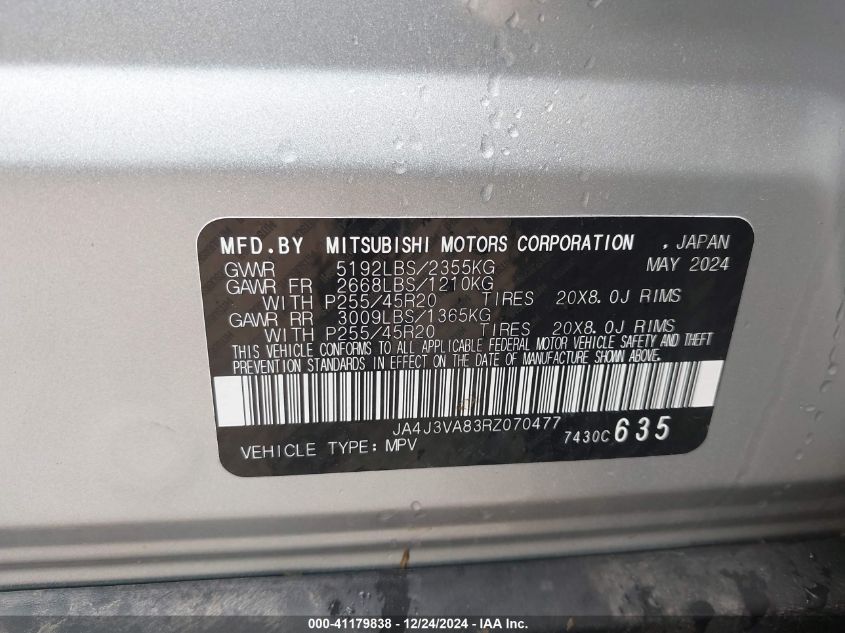 MFD.BY MITSUBISHI MOTORS CORPORATION , JAPAN
GVWR 5192LBS/2355KG MAY 2024
GAWR FR 2668LBS/1210KG
WITH P255/45R20 TIRES 20X8.0J RIMS
GAWR RR 3009LBS/1365KG
WITH P255/45R20 TIRES 20X8.0J RIMS
THIS VEHICLE CONFORMS TO ALL APPLICABLE FEDERAL MOTOR VEHICLE SAFETY AND THEFT
PREVENTION STANDARDS IN EFFECT ON THE DATE OF MANUFACTURE SHOWN ABOVE.
JA4J3VA83RZ070477
VEHICLE TYPE: MPV 7430C 635
000-41179838 - 12/24/2024 - IAA Inc.